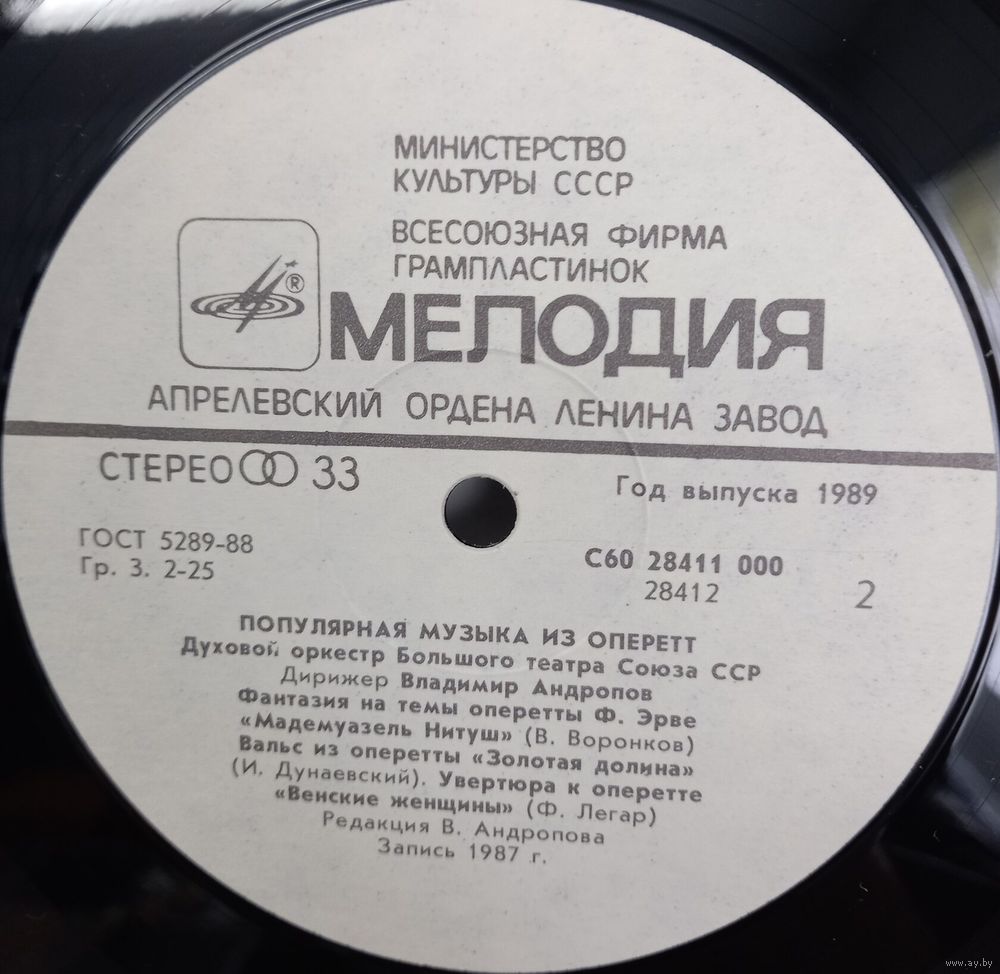 МИНИСТЕРСТВО
КУЛЬТУРЫ СССР
ВСЕСОЮЗНАЯ ФИРМА
ГРАМПЛАСТИНОК
®
МЕЛОДИЯ
АПРЕЛЕВСКИЙ ОРДЕНА ЛЕНИНА ЗАВОД
СТЕРЕО 33
Год выпуска 1989
ГОСТ 5289-88
Гр. 3. 2-25
С60 28411 000
28412
2
ПОПУЛЯРНАЯ МУЗЫКА ИЗ ОПЕРЕТТ
Духовой оркестр Большого театра Союза ССР
Дирижер Владимир Андропов
Фантазия на темы оперетты Ф. Эрве
«Мадемуазель Нитуш» (В. Воронков)
Вальс из оперетты «Золотая долина»
(И. Дунаевский). Увертюра к оперетте
«Венские женщины» (Ф. Легар)
Редакция В. Андропова
Запись 1987 г.
www.ay.by